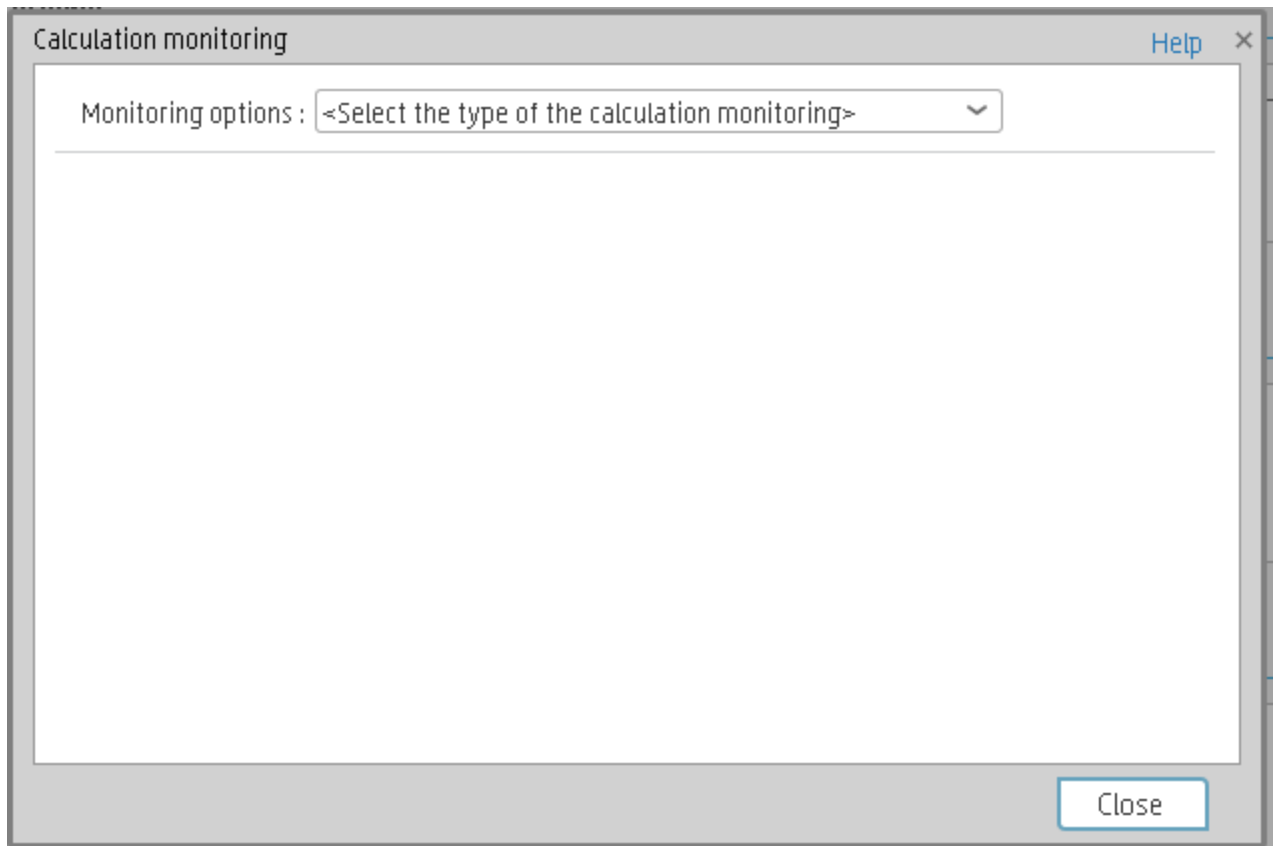 Calculation monitoring
Help ×
Monitoring options : <Select the type of the calculation monitoring>
Close